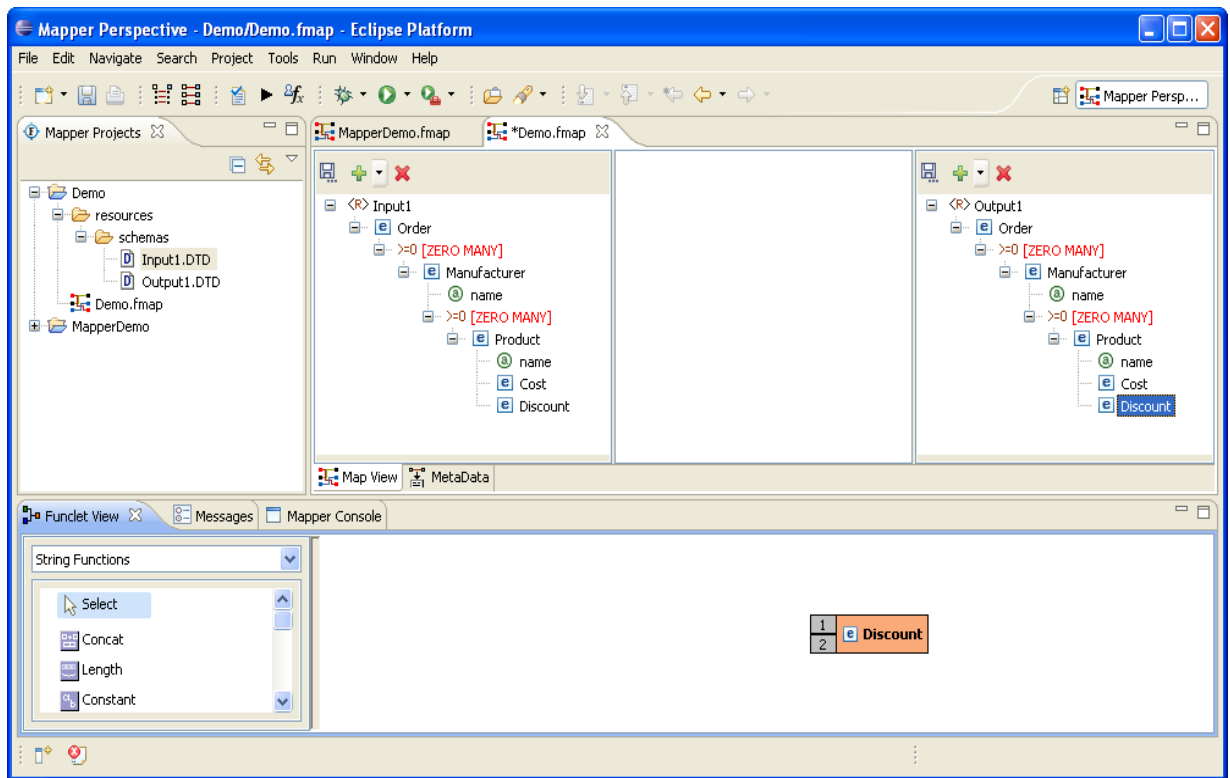 Mapper Perspective - Demo/Demo.fmap - Eclipse Platform
File Edit Navigate Search Project Tools Run Window Help
Mapper Persp...
Mapper Projects
MapperDemo.fmap
*Demo.fmap
Demo
resources
schemas
Input1.DTD
Output1.DTD
Demo.fmap
MapperDemo
<R> Input1
e Order
>=0 [ZERO MANY]
e Manufacturer
a name
>=0 [ZERO MANY]
e Product
a name
e Cost
e Discount
<R> Output1
e Order
>=0 [ZERO MANY]
e Manufacturer
a name
>=0 [ZERO MANY]
e Product
a name
e Cost
e Discount
Map View
MetaData
Funclet View
Messages
Mapper Console
String Functions
Select
Concat
Length
Constant
1
2
e Discount